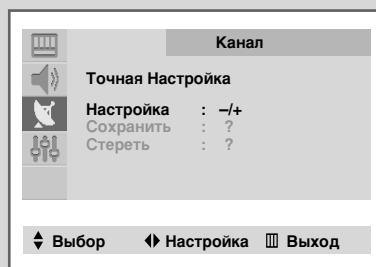 Канал
Точная Настройка
Настройка : –/+
Сохранить : ?
Стереть : ?
Выбор Настройка Выход